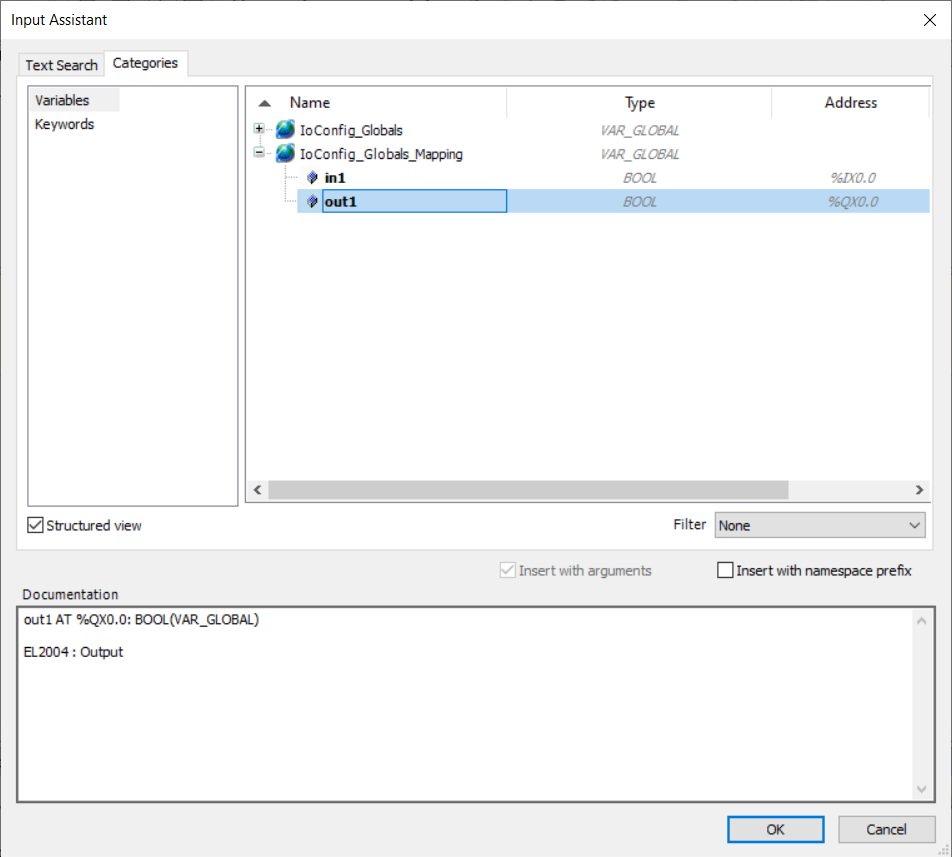 Input Assistant
Text Search Categories
Variables
Keywords
Name Type Address
IoConfig_Globals VAR_GLOBAL
IoConfig_Globals_Mapping VAR_GLOBAL
in1 BOOL %IX0.0
out1 BOOL %QX0.0
Structured view
Filter None
Insert with arguments Insert with namespace prefix
Documentation
out1 AT %QX0.0: BOOL(VAR_GLOBAL)
EL2004 : Output
OK Cancel